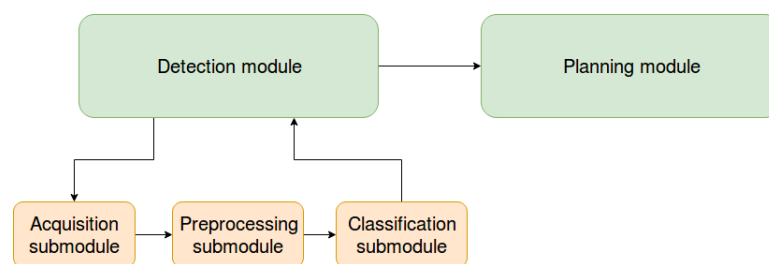 Detection module
Planning module
Acquisition
submodule
Preprocessing
submodule
Classification
submodule